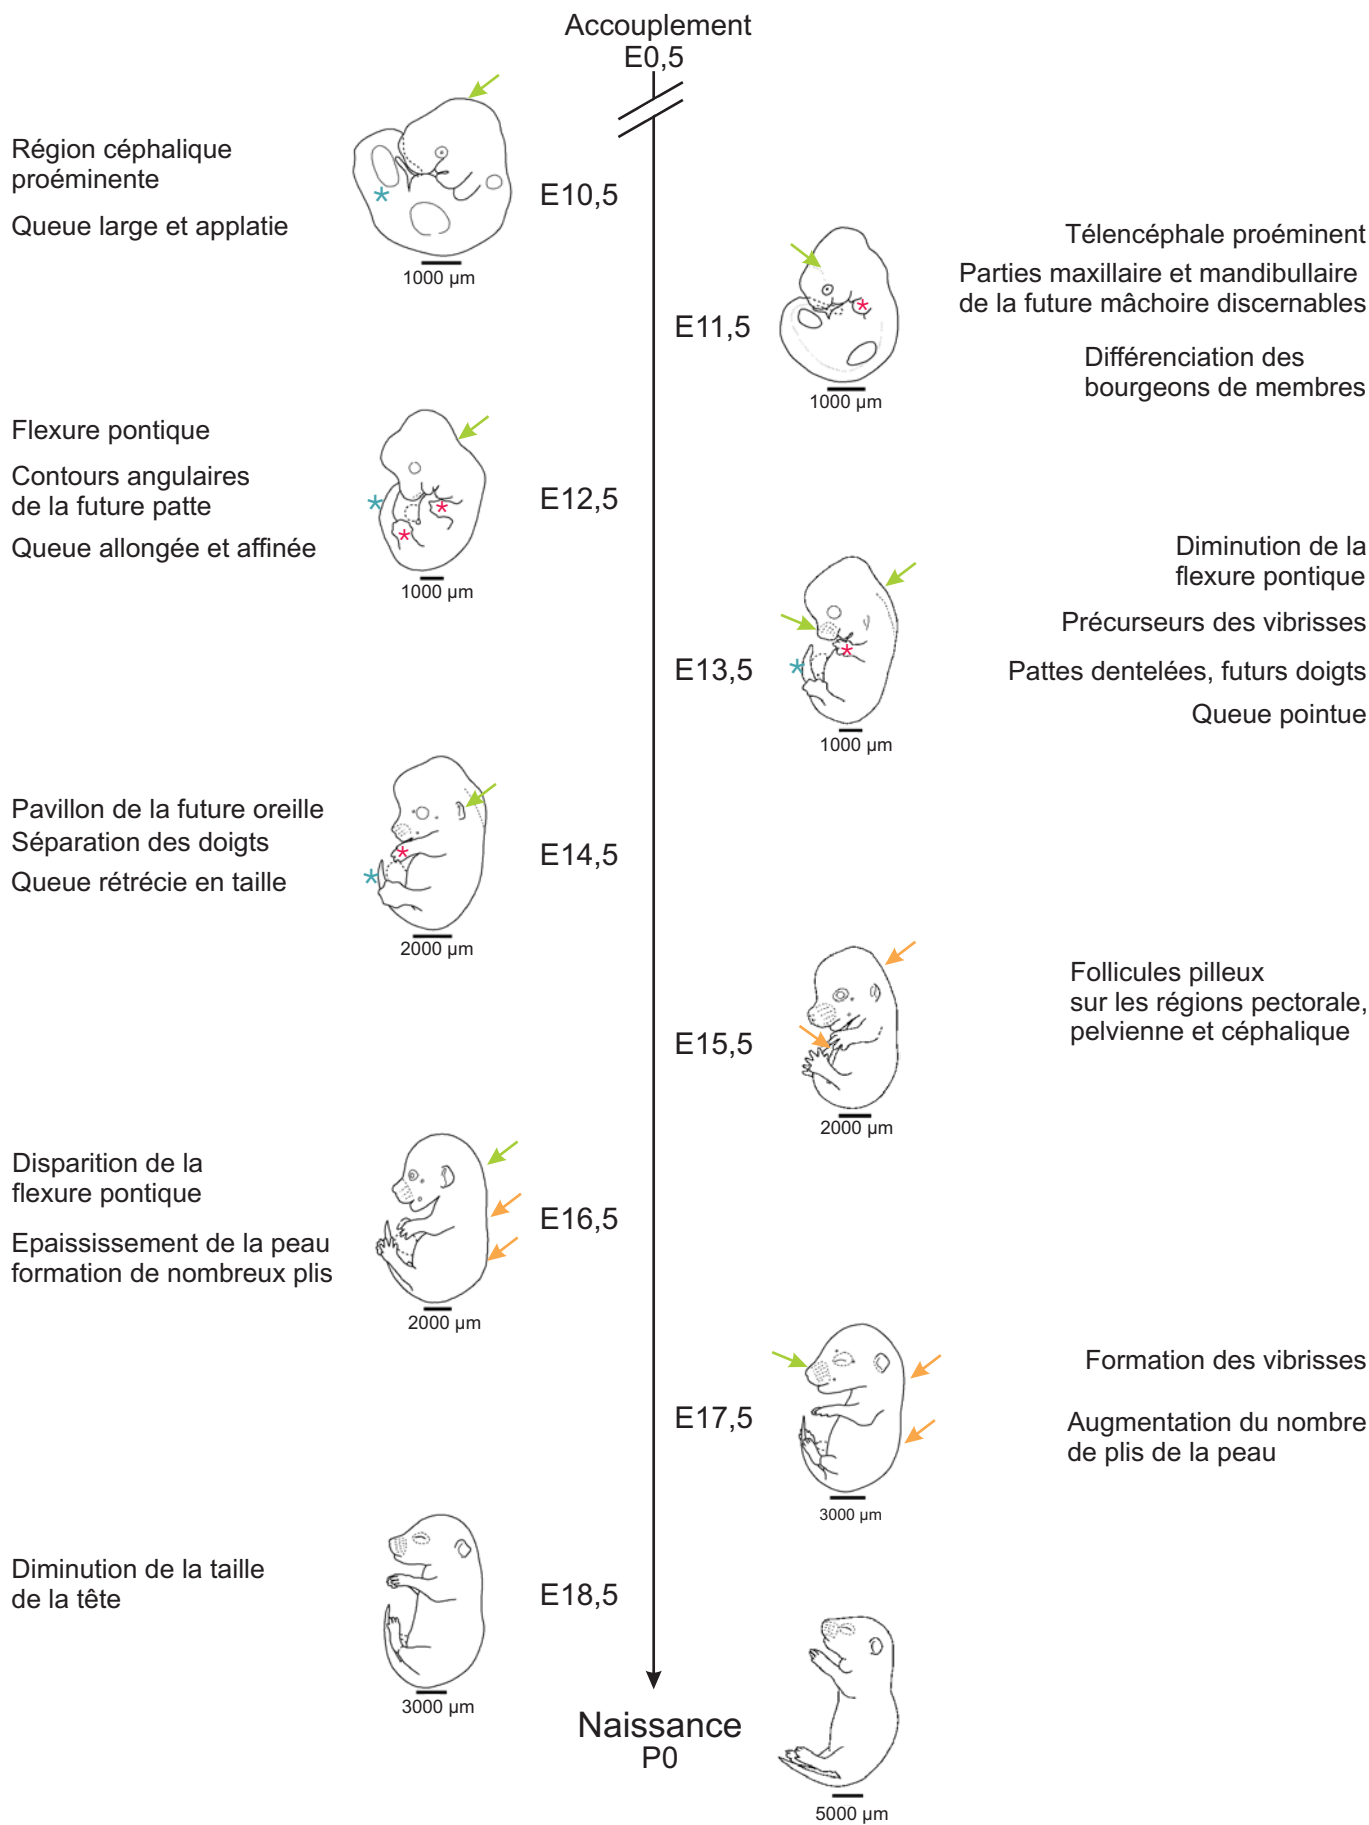 Accouplement
E0,5
Région céphalique
proéminente
Queue large et applatie
*
1000 µm
E10,5
Télencéphale proéminent
Parties maxillaire et mandibullaire
de la future mâchoire discernables
Différenciation des
bourgeons de membres
E11,5
*
1000 µm
Flexure pontique
Contours angulaires
de la future patte
Queue allongée et affinée
*
*
*
1000 µm
E12,5
Diminution de la
flexure pontique
Précurseurs des vibrisses
Pattes dentelées, futurs doigts
Queue pointue
E13,5
*
*
1000 µm
Pavillon de la future oreille
Séparation des doigts
Queue rétrécie en taille
*
*
2000 µm
E14,5
Follicules pilleux
sur les régions pectorale,
pelvienne et céphalique
E15,5
2000 µm
Disparition de la
flexure pontique
Epaississement de la peau
formation de nombreux plis
2000 µm
E16,5
Formation des vibrisses
Augmentation du nombre
de plis de la peau
E17,5
3000 µm
Diminution de la taille
de la tête
3000 µm
E18,5
Naissance
P0
5000 µm